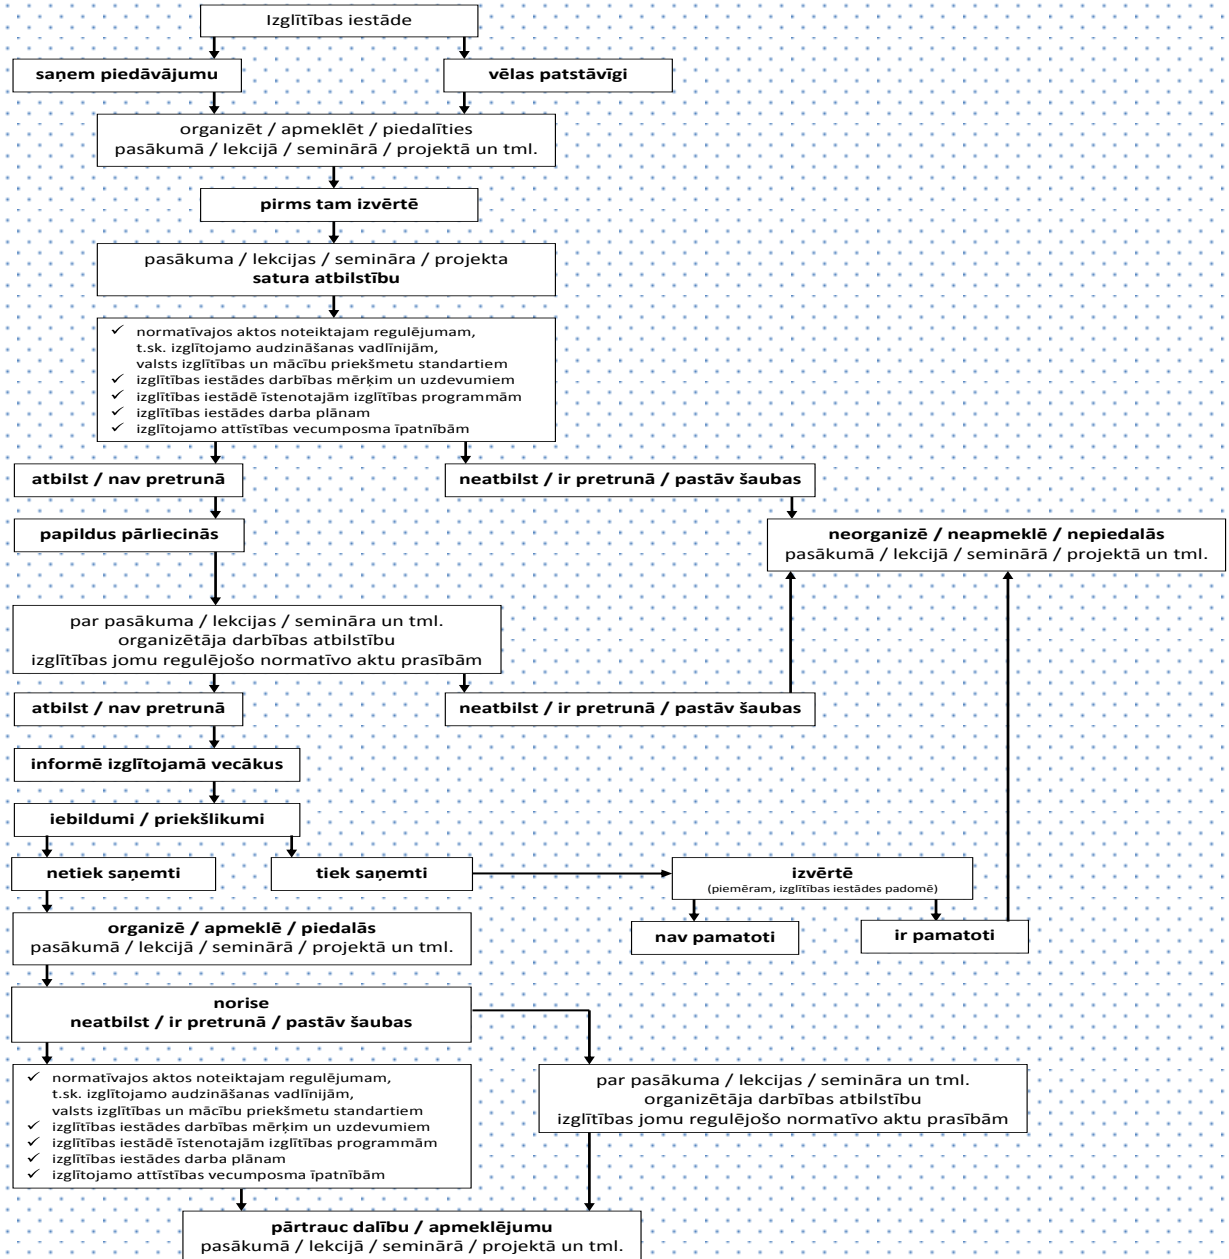 Izglītības iestāde
saņem piedāvājumu
vēlas patstāvīgi
organizēt / apmeklēt / piedalīties
pasākumā / lekcijā / seminārā / projektā un tml.
pirms tam izvērtē
pasākuma / lekcijas / semināra / projekta
satura atbilstību
✓ normatīvajos aktos noteiktajam regulējumam,
t.sk. izglītojamo audzināšanas vadlīnijām,
valsts izglītības un mācību priekšmetu standartiem
✓ izglītības iestādes darbības mērķim un uzdevumiem
✓ izglītības iestādē īstenotajām izglītības programmām
✓ izglītības iestādes darba plānam
✓ izglītojamo attīstības vecumposma īpatnībām
atbilst / nav pretrunā
neatbilst / ir pretrunā / pastāv šaubas
papildus pārliecinās
neorganizē / neapmeklē / nepiedalās
pasākumā / lekcijā / seminārā / projektā un tml.
par pasākuma / lekcijas / semināra un tml.
organizētāja darbības atbilstību
izglītības jomu regulējošo normatīvo aktu prasībām
atbilst / nav pretrunā
neatbilst / ir pretrunā / pastāv šaubas
informē izglītojamā vecākus
iebildumi / priekšlikumi
netiek saņemti
tiek saņemti
izvērtē
(piemēram, izglītības iestādes padomē)
organizē / apmeklē / piedalās
pasākumā / lekcijā / seminārā / projektā un tml.
nav pamatoti
ir pamatoti
norise
neatbilst / ir pretrunā / pastāv šaubas
✓ normatīvajos aktos noteiktajam regulējumam,
t.sk. izglītojamo audzināšanas vadlīnijām,
valsts izglītības un mācību priekšmetu standartiem
✓ izglītības iestādes darbības mērķim un uzdevumiem
✓ izglītības iestādē īstenotajām izglītības programmām
✓ izglītības iestādes darba plānam
✓ izglītojamo attīstības vecumposma īpatnībām
par pasākuma / lekcijas / semināra un tml.
organizētāja darbības atbilstību
izglītības jomu regulējošo normatīvo aktu prasībām
pārtrauc dalību / apmeklējumu
pasākumā / lekcijā / seminārā / projektā un tml.